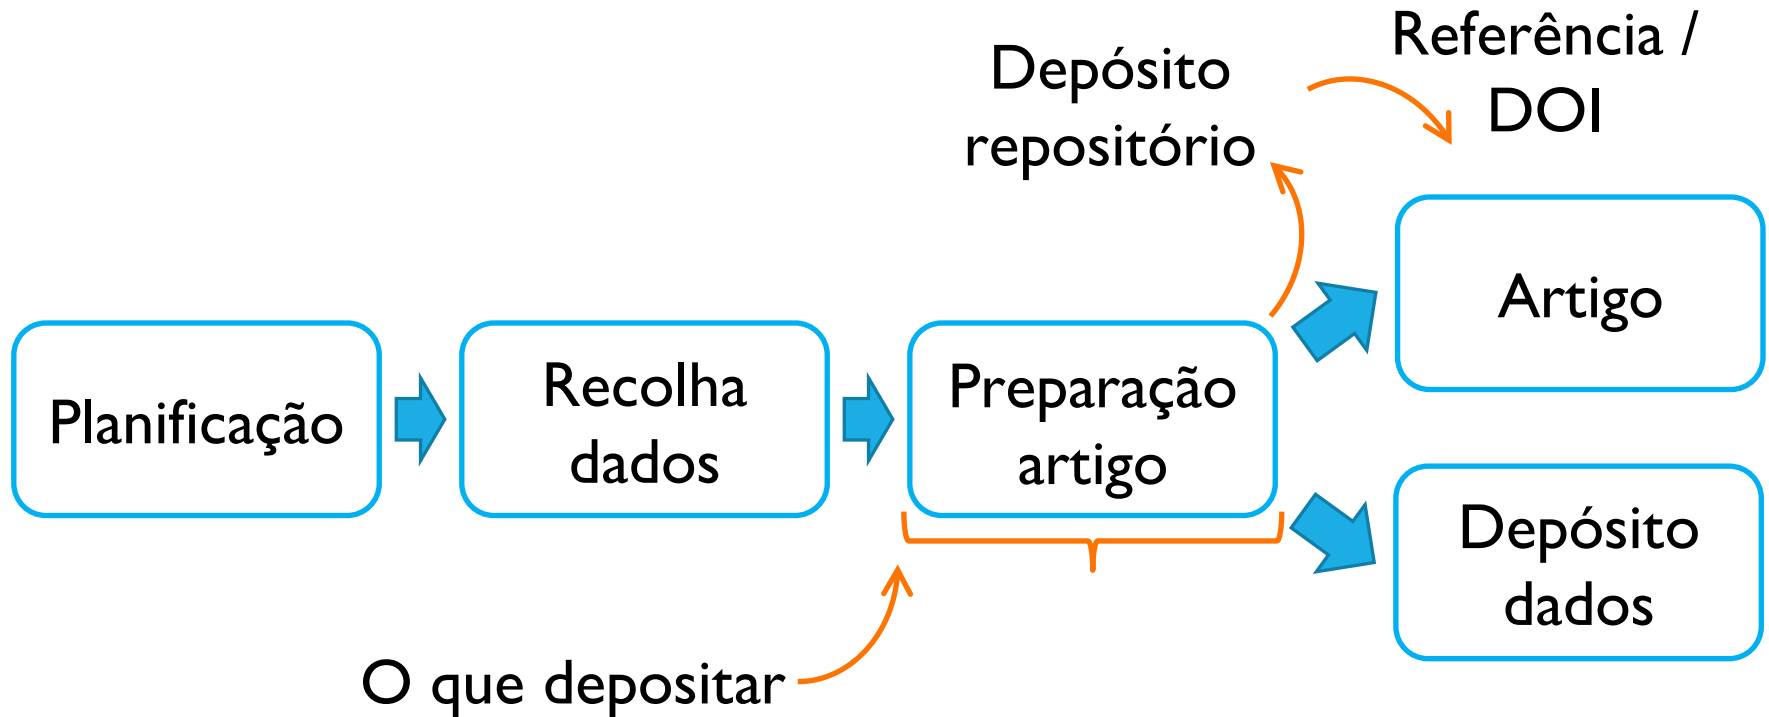 Referência /
DOI
Depósito
repositório
Artigo
Planificação
Recolha
dados
Preparação
artigo
Depósito
dados
O que depositar